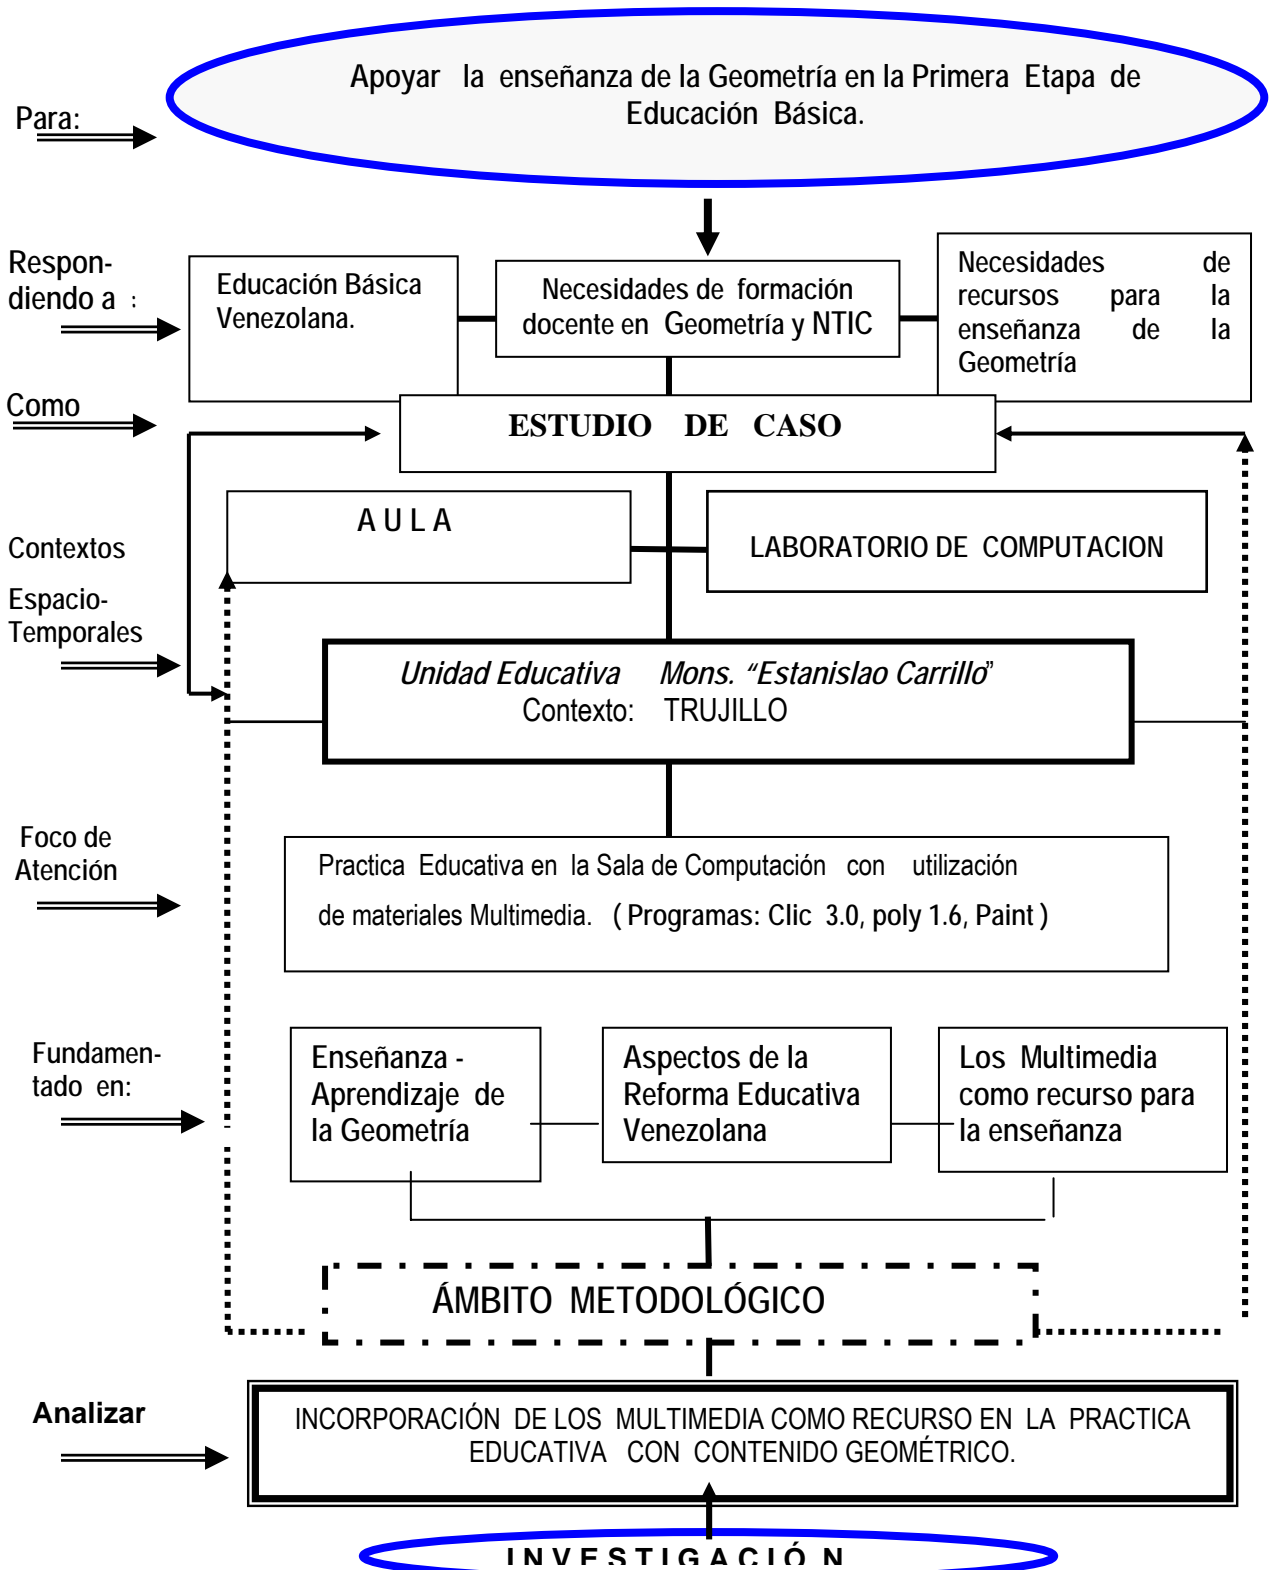 Apoyar la enseñanza de la Geometría en la Primera Etapa de
Educación Básica.
Para:
Respon-
diendo a :
Educación Básica
Venezolana.
Necesidades de formación
docente en Geometría y NTIC
Necesidades de
recursos para la
enseñanza de la
Geometría
Como
ESTUDIO DE CASO
A U L A
LABORATORIO DE COMPUTACION
Contextos
Espacio-
Temporales
Unidad Educativa Mons. “Estanislao Carrillo”
Contexto: TRUJILLO
Foco de
Atención
Practica Educativa en la Sala de Computación con utilización
de materiales Multimedia. ( Programas: Clic 3.0, poly 1.6, Paint )
Fundamen-
tado en:
Enseñanza -
Aprendizaje de
la Geometría
Aspectos de la
Reforma Educativa
Venezolana
Los Multimedia
como recurso para
la enseñanza
ÁMBITO METODOLÓGICO
Analizar
INCORPORACIÓN DE LOS MULTIMEDIA COMO RECURSO EN LA PRACTICA
EDUCATIVA CON CONTENIDO GEOMÉTRICO.
I N V E S T I G A C I Ó N